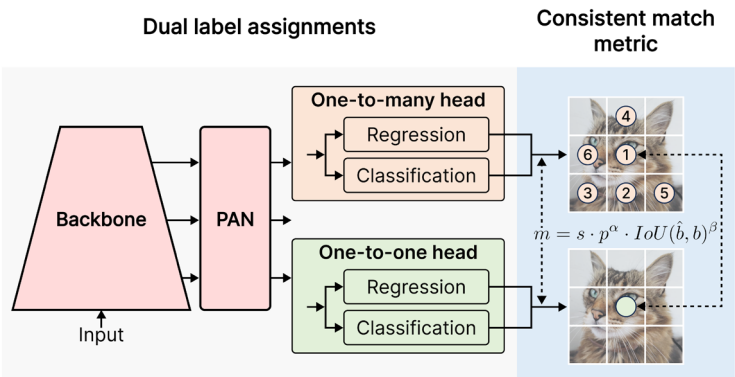 Dual label assignments
Consistent match
metric
One-to-many head
Regression
Classification
Backbone
PAN
Input
One-to-one head
Regression
Classification
4
6
1
3
2
5
m = s · p^α · IoU(b̂, b)^β